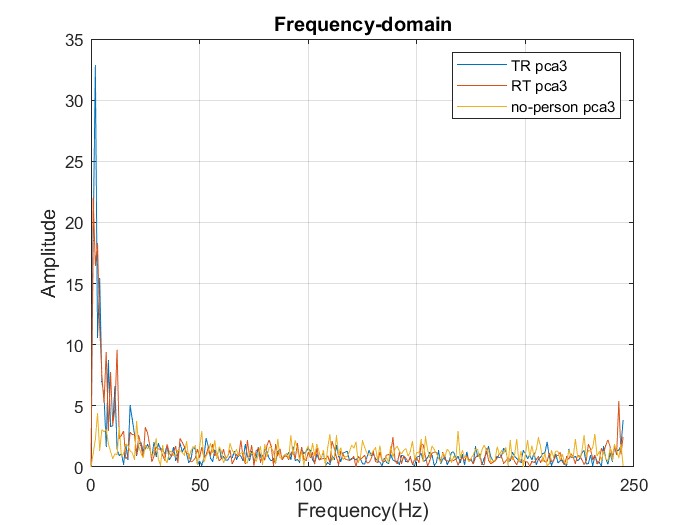 Frequency-domain
35
30
25
20
15
10
5
0
Amplitude
TR pca3
RT pca3
no-person pca3
0 50 100 150 200 250
Frequency(Hz)